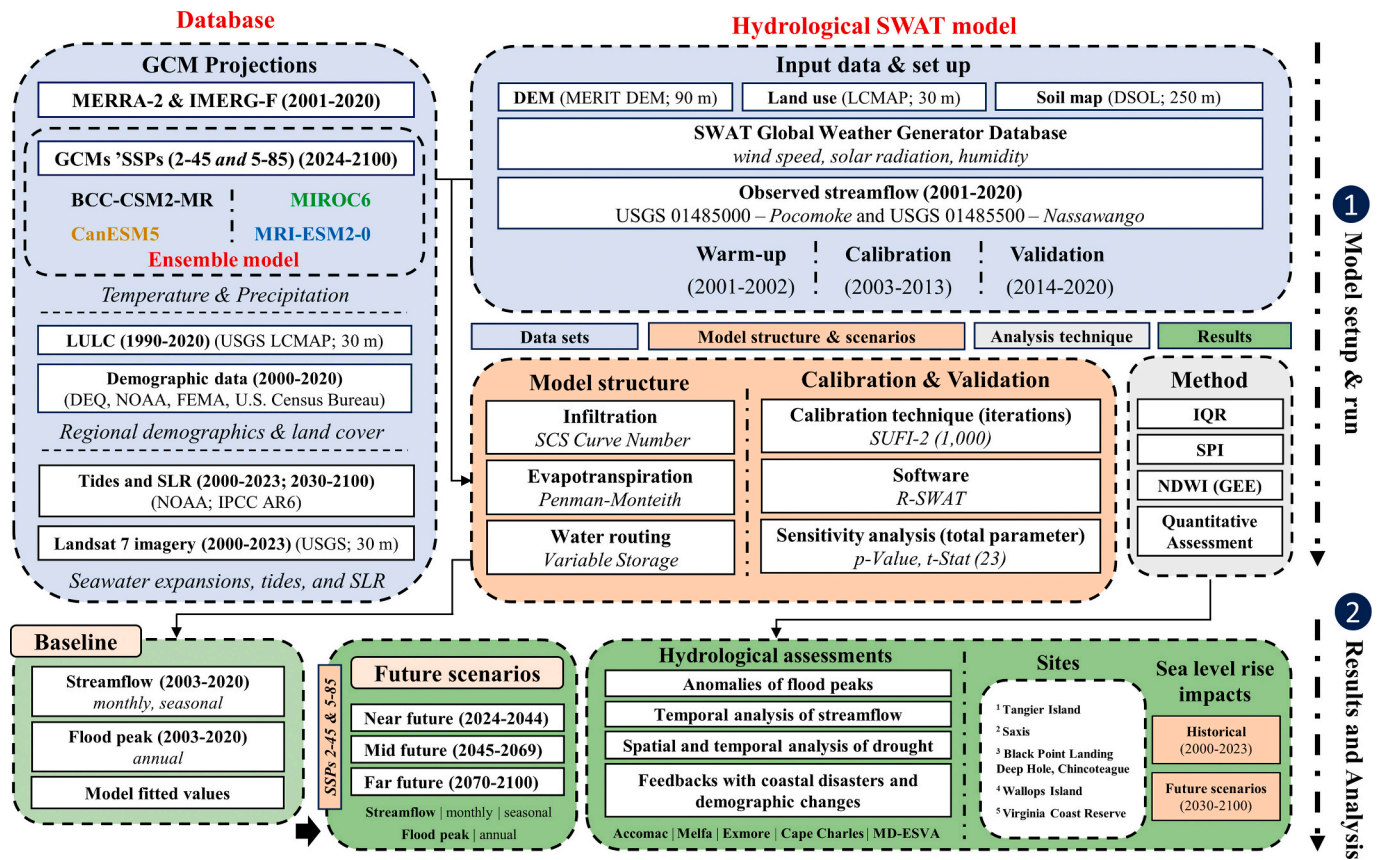 Database
GCM Projections
MERRA-2 & IMERG-F (2001-2020)
GCMs 'SSPs (2-45 and 5-85) (2024-2100)
BCC-CSM2-MR
MIROC6
CanESM5
MRI-ESM2-0
Ensemble model
Temperature & Precipitation
LULC (1990-2020) (USGS LCMAP; 30 m)
Demographic data (2000-2020)
(DEQ, NOAA, FEMA, U.S. Census Bureau)
Regional demographics & land cover
Tides and SLR (2000-2023; 2030-2100)
(NOAA; IPCC AR6)
Landsat 7 imagery (2000-2023) (USGS; 30 m)
Seawater expansions, tides, and SLR
Hydrological SWAT model
Input data & set up
DEM (MERIT DEM; 90 m)
Land use (LCMAP; 30 m)
Soil map (DSOL; 250 m)
SWAT Global Weather Generator Database
wind speed, solar radiation, humidity
Observed streamflow (2001-2020)
USGS 01485000 – Pocomoke and USGS 01485500 – Nassawango
Warm-up
(2001-2002)
Calibration
(2003-2013)
Validation
(2014-2020)
Data sets
Model structure & scenarios
Analysis technique
Results
Model structure
Infiltration
SCS Curve Number
Evapotranspiration
Penman-Monteith
Water routing
Variable Storage
Calibration & Validation
Calibration technique (iterations)
SUFI-2 (1,000)
Software
R-SWAT
Sensitivity analysis (total parameter)
p-Value, t-Stat (23)
Method
IQR
SPI
NDWI (GEE)
Quantitative
Assessment
1 Model setup & run
Baseline
Streamflow (2003-2020)
monthly, seasonal
Flood peak (2003-2020)
annual
Model fitted values
SSPs 2-45 & 5-85
Future scenarios
Near future (2024-2044)
Mid future (2045-2069)
Far future (2070-2100)
Streamflow | monthly | seasonal
Flood peak | annual
Hydrological assessments
Anomalies of flood peaks
Temporal analysis of streamflow
Spatial and temporal analysis of drought
Feedbacks with coastal disasters and
demographic changes
Accomac | Melfa | Exmore | Cape Charles | MD-ESVA
Sites
1 Tangier Island
2 Saxis
3 Black Point Landing
Deep Hole, Chincoteague
4 Wallops Island
5 Virginia Coast Reserve
Sea level rise
impacts
Historical
(2000-2023)
Future scenarios
(2030-2100)
2 Results and Analysis